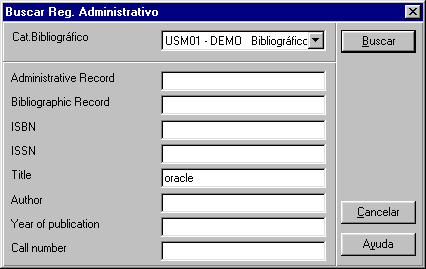 Buscar Reg. Administrativo
Cat.Bibliográfico USM01 - DEMO Bibliográfico Buscar
Administrative Record
Bibliographic Record
ISBN
ISSN
Title oracle
Author
Cancelar
Year of publication
Ayuda
Call number